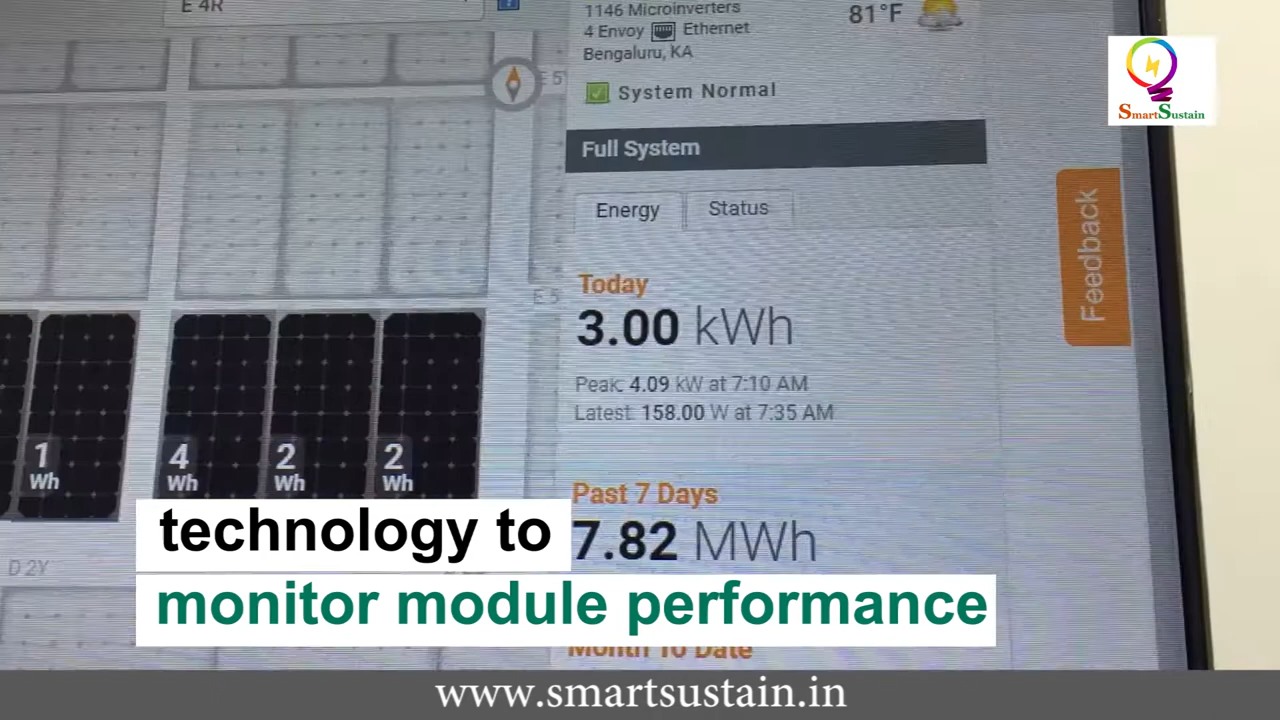 E 4R
1146 Microinverters
4 Envoy Ethernet
Bengaluru, KA
81°F
System Normal
SmartSustain
E 5
Full System
Energy
Status
Feedback
Today
3.00 kWh
E 5
Peak: 4.09 kW at 7:10 AM
Latest: 158.00 W at 7:35 AM
1 Wh
4 Wh
2 Wh
2 Wh
Past 7 Days
7.82 MWh
technology to
D 2Y
monitor module performance
Month To Date
www.smartsustain.in